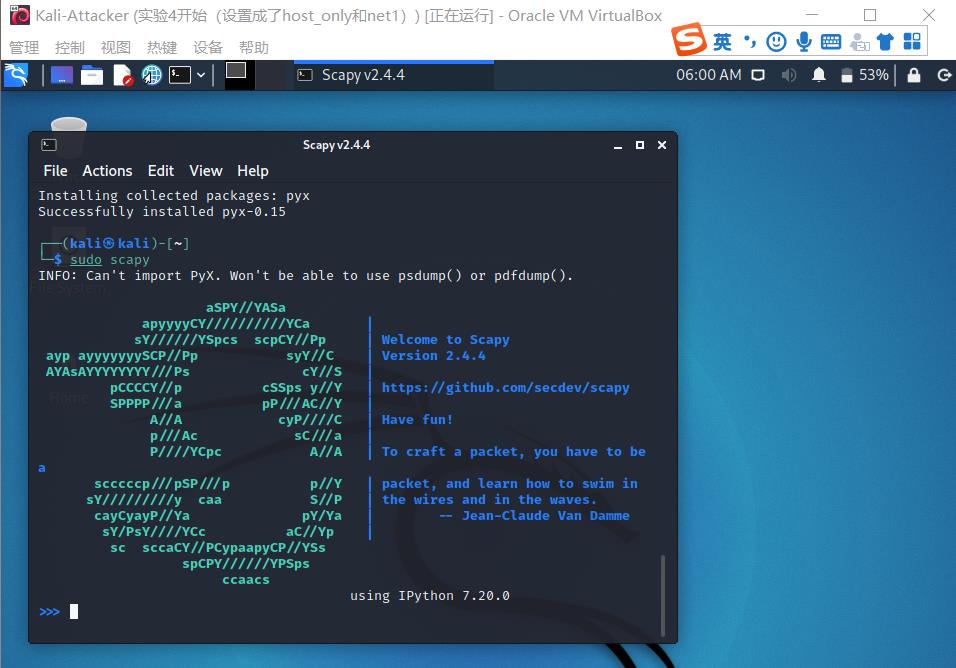 Kali-Attacker (实验4开始（设置成了host_only和net1）) [正在运行] - Oracle VM VirtualBox
管理 控制 视图 热键 设备 帮助
S 英
Scapy v2.4.4 06:00 AM 53%
Scapy v2.4.4
File Actions Edit View Help
Installing collected packages: pyx
Successfully installed pyx-0.15
┌──(kali㉿kali)-[~]
└─$ sudo scapy
INFO: Can't import PyX. Won't be able to use psdump() or pdfdump().
File System
aSPY//YASa
apyyyyCY//////////YCa |
sY//////YSpcs scpCY//Pp | Welcome to Scapy
ayp ayyyyyyySCP//Pp syY//C | Version 2.4.4
AYAsAYYYYYYYY///Ps cY//S |
pCCCCY//p cSSps y//Y | https://github.com/secdev/scapy
SPPPP///a pP///AC//Y |
Home
A//A cyP////C | Have fun!
p///Ac sC///a |
P////YCpc A//A | To craft a packet, you have to be
a
scccccp///pSP///p p//Y | packet, and learn how to swim in
sY/////////y caa S//P | the wires and in the waves.
cayCyayP//Ya pY/Ya | -- Jean-Claude Van Damme
sY/PsY////YCc aC//Yp |
sc sccaCY//PCypaapyCP//YSs
spCPY//////YPSps
ccaacs
using IPython 7.20.0
>>>